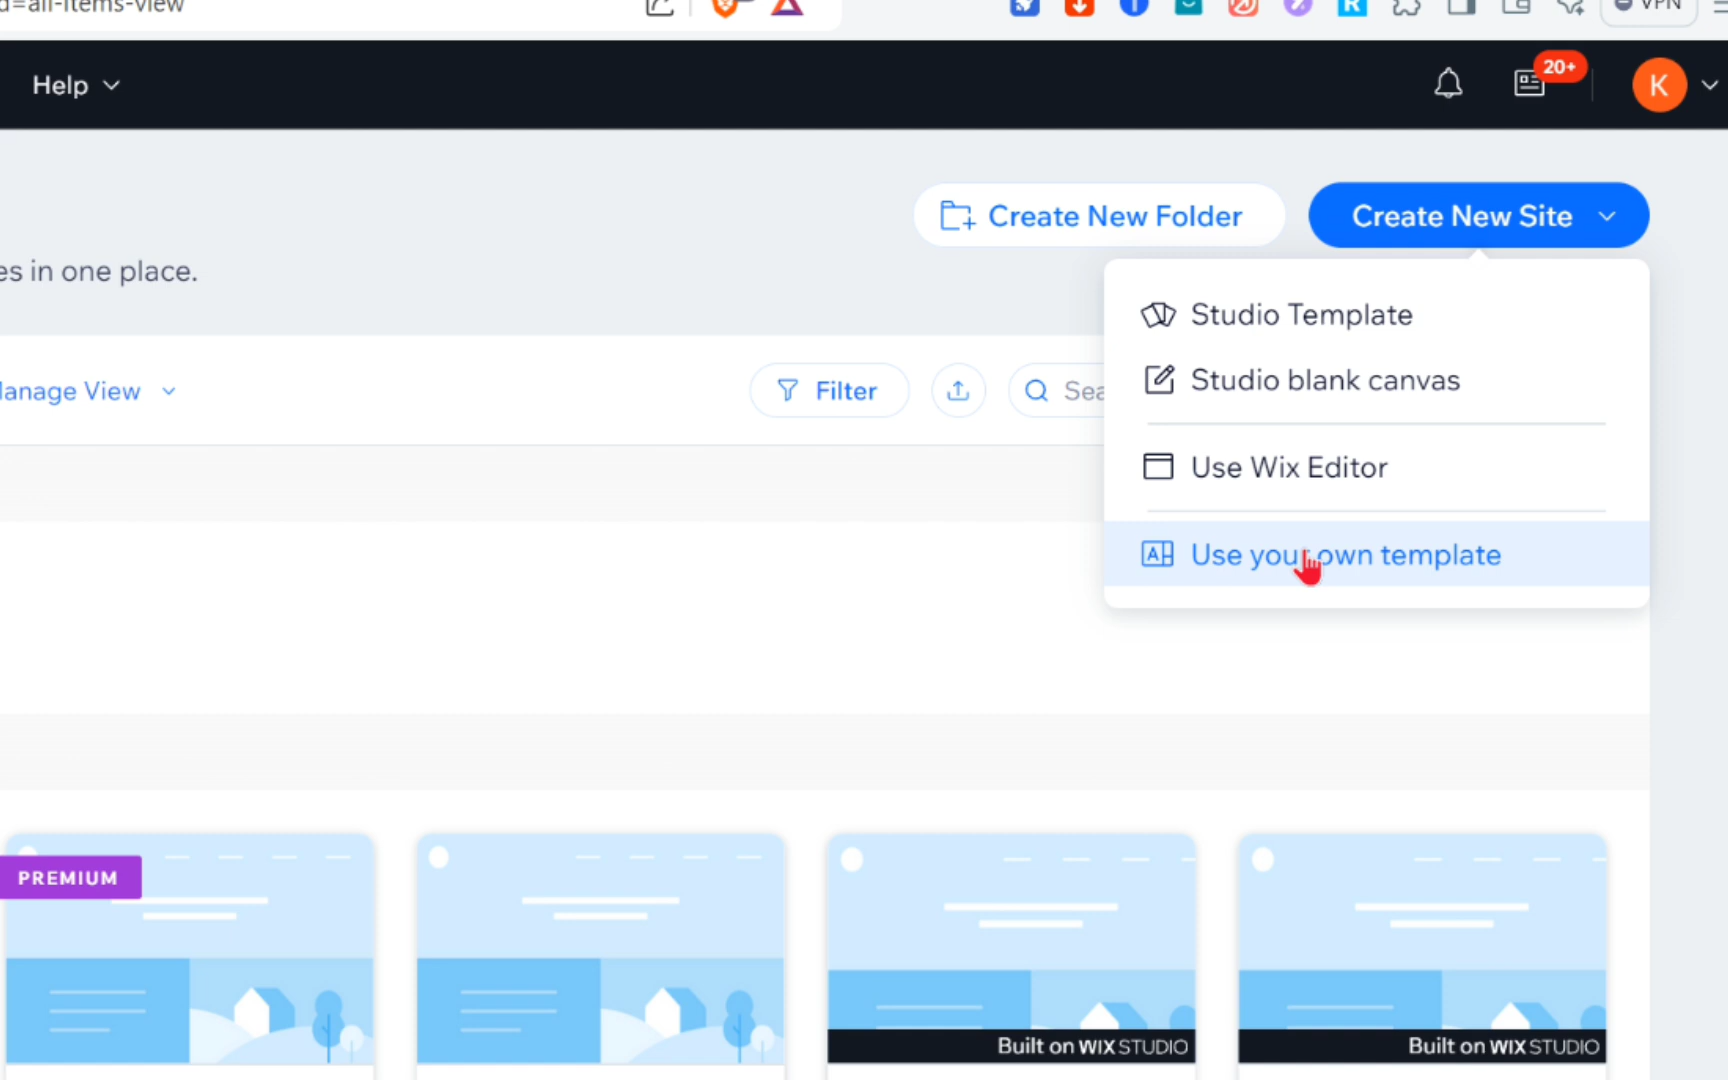 d=all-items-view
VPN
Help
20+
K
Create New Folder
Create New Site
es in one place.
Studio Template
Studio blank canvas
Manage View
Filter
Sea
Use Wix Editor
Use your own template
PREMIUM
Built on WIX STUDIO
Built on WIX STUDIO